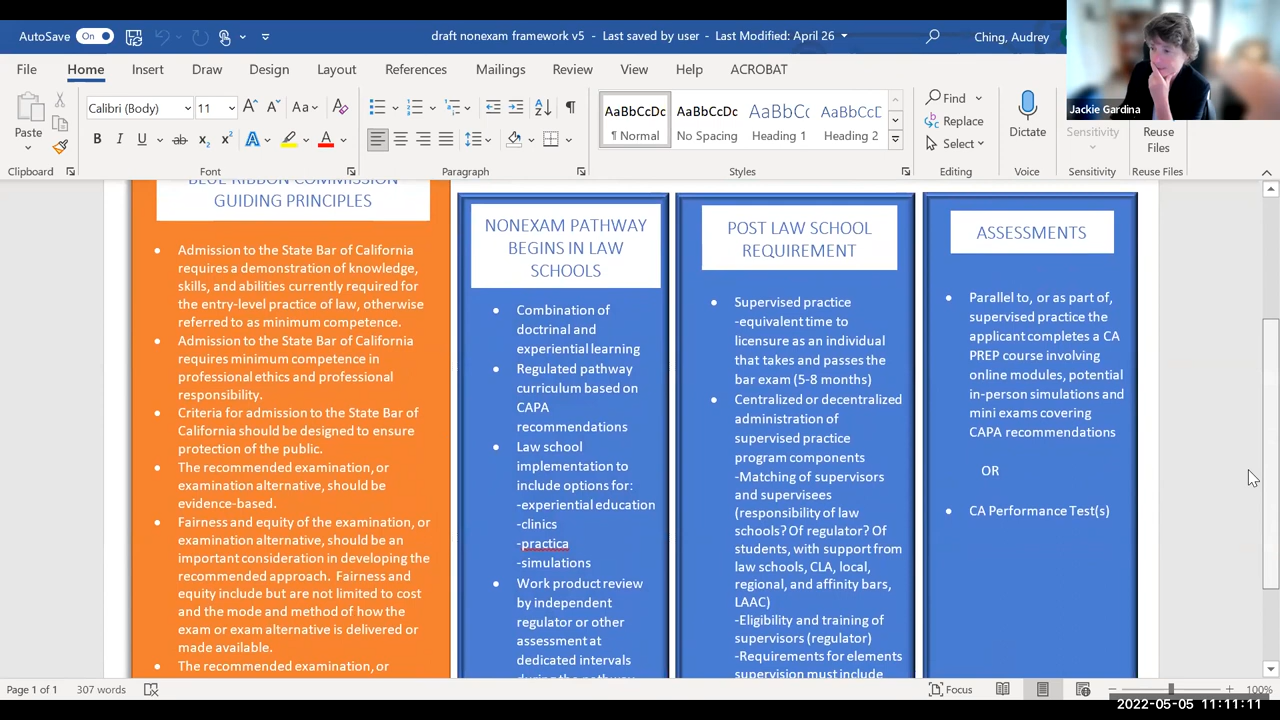 AutoSave On
draft nonexam framework v5 - Last saved by user - Last Modified: April 26
Ching, Audrey
Jackie Gardina
File Home Insert Draw Design Layout References Mailings Review View Help ACROBAT
Paste
Calibri (Body) 11
AaBbCcDc AaBbCcDc AaBbCc AaBbCcD
¶ Normal No Spacing Heading 1 Heading 2
Find
Replace
Select
Dictate
Sensitivity
Reuse
Files
Clipboard Font Paragraph Styles Editing Voice Sensitivity Reuse Files
BLUE RIBBON COMMISSION
GUIDING PRINCIPLES
• Admission to the State Bar of California
requires a demonstration of knowledge,
skills, and abilities currently required for
the entry-level practice of law, otherwise
referred to as minimum competence.
• Admission to the State Bar of California
requires minimum competence in
professional ethics and professional
responsibility.
• Criteria for admission to the State Bar of
California should be designed to ensure
protection of the public.
• The recommended examination, or
examination alternative, should be
evidence-based.
• Fairness and equity of the examination, or
examination alternative, should be an
important consideration in developing the
recommended approach. Fairness and
equity include but are not limited to cost
and the mode and method of how the
exam or exam alternative is delivered or
made available.
• The recommended examination, or
NONEXAM PATHWAY
BEGINS IN LAW
SCHOOLS
• Combination of
doctrinal and
experiential learning
• Regulated pathway
curriculum based on
CAPA
recommendations
• Law school
implementation to
include options for:
-experiential education
-clinics
-practica
-simulations
• Work product review
by independent
regulator or other
assessment at
dedicated intervals
during the pathway
POST LAW SCHOOL
REQUIREMENT
• Supervised practice
-equivalent time to
licensure as an individual
that takes and passes the
bar exam (5-8 months)
• Centralized or decentralized
administration of
supervised practice
program components
-Matching of supervisors
and supervisees
(responsibility of law
schools? Of regulator? Of
students, with support from
law schools, CLA, local,
regional, and affinity bars,
LAAC)
-Eligibility and training of
supervisors (regulator)
-Requirements for elements
supervision must include
ASSESSMENTS
• Parallel to, or as part of,
supervised practice the
applicant completes a CA
PREP course involving
online modules, potential
in-person simulations and
mini exams covering
CAPA recommendations
OR
• CA Performance Test(s)
Page 1 of 1 307 words
Focus
100%
2022-05-05 11:11:11